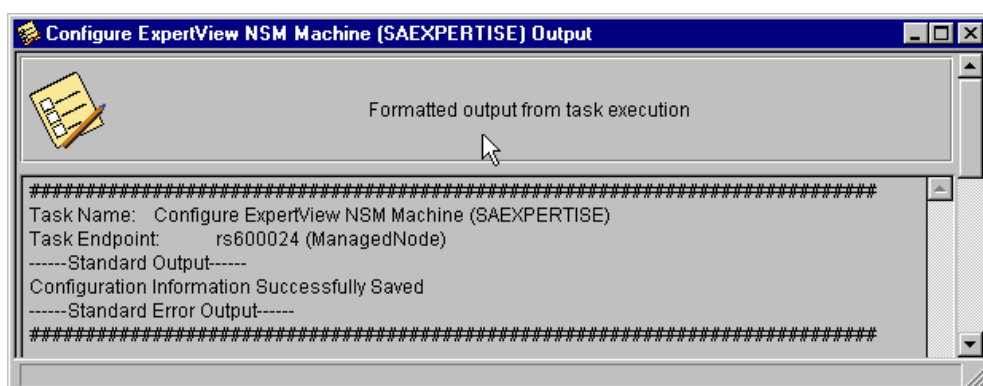 Configure ExpertView NSM Machine (SAEXPERTISE) Output
Formatted output from task execution
##########################################################################
Task Name: Configure ExpertView NSM Machine (SAEXPERTISE)
Task Endpoint: rs600024 (ManagedNode)
------Standard Output------
Configuration Information Successfully Saved
------Standard Error Output------
##########################################################################